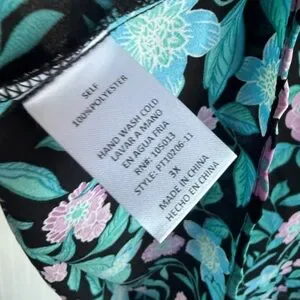 SELF
100%POLYESTER
HAND WASH COLD
LAVAR A MANO
EN AGUA FRIA
RN#: 105013
STYLE: PT10206-11
3X
MADE IN CHINA
HECHO EN CHINA